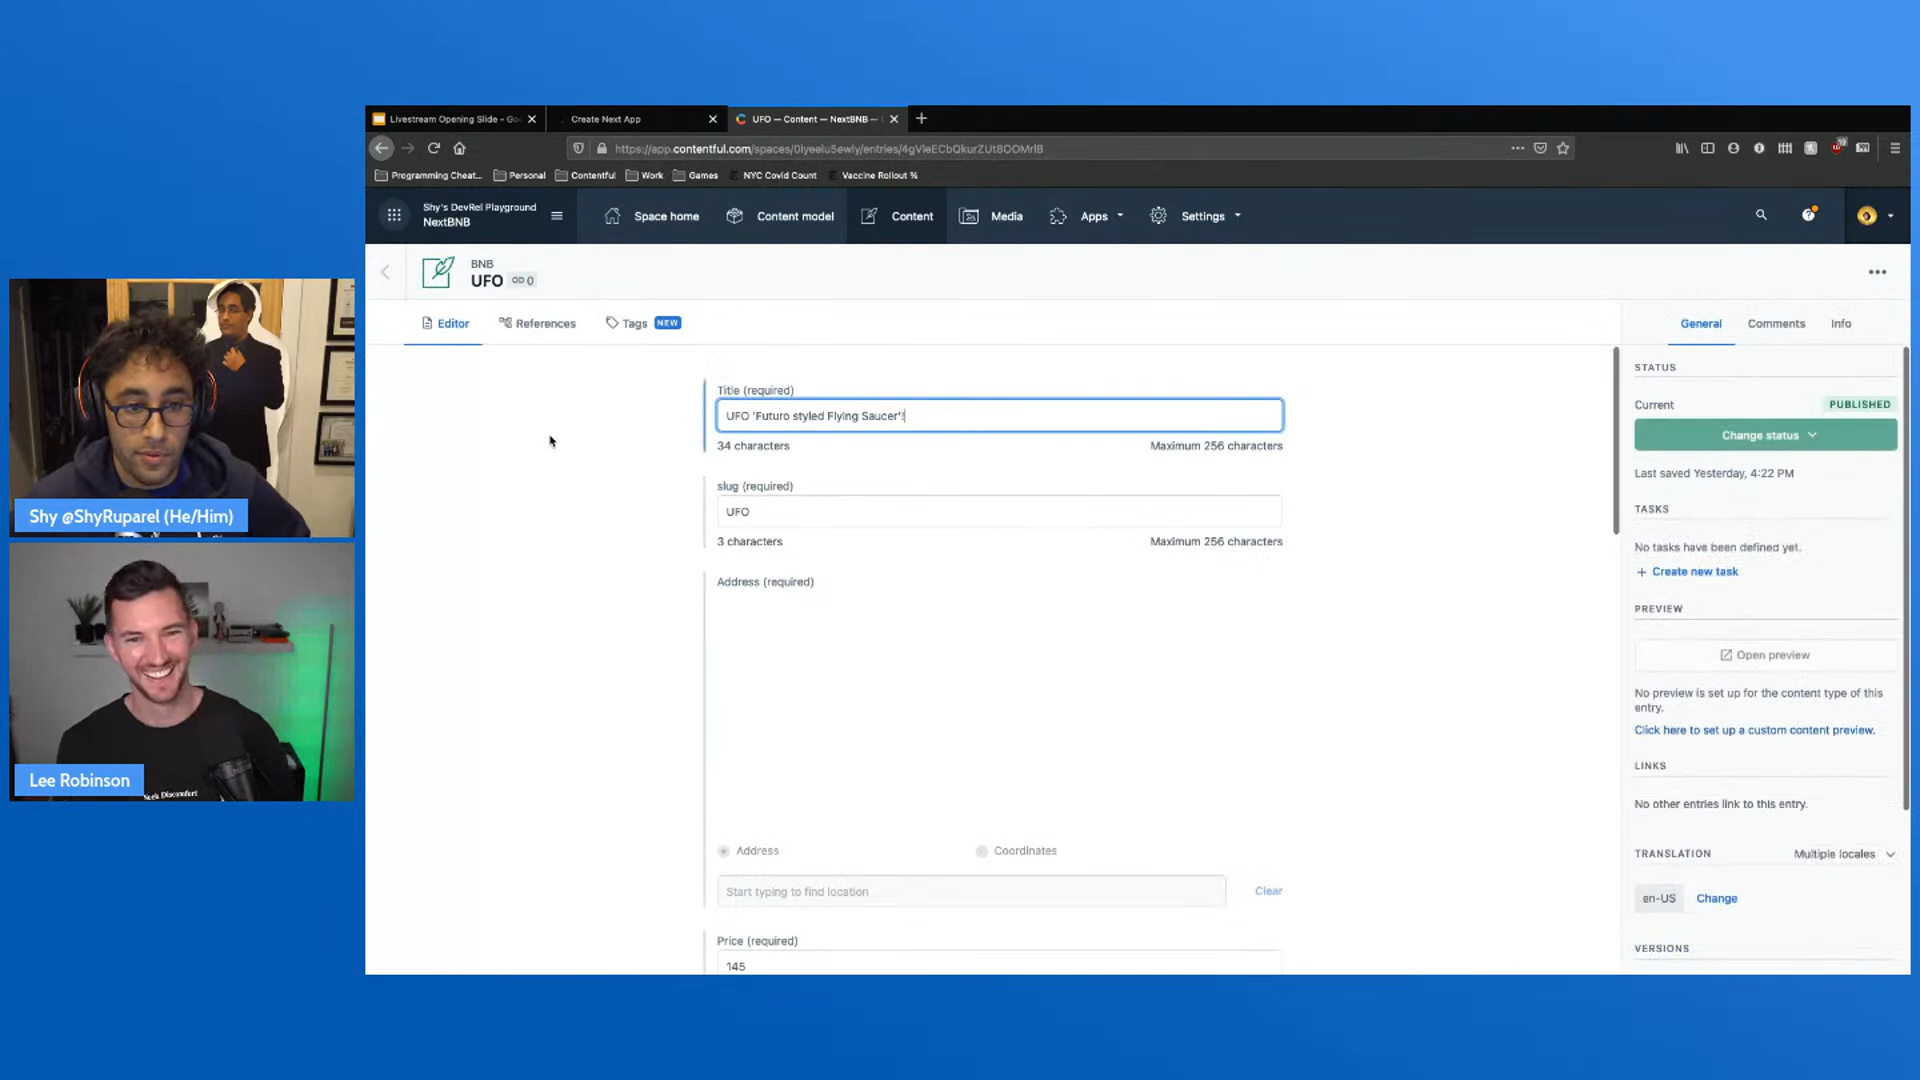 Livestream Opening Slide - Go
Create Next App
UFO — Content — NextBNB —
https://app.contentful.com/spaces/0iyeelu5ewly/entries/4gVIeECbQkurZUt8OOMrIB
Programming Cheat...
Personal
Contentful
Work
Games
NYC Covid Count
Vaccine Rollout %
Shy's DevRel Playground
NextBNB
Space home
Content model
Content
Media
Apps
Settings
BNB
UFO
0
Editor
References
Tags
NEW
General
Comments
Info
Title (required)
UFO 'Futuro styled Flying Saucer'!
34 characters
Maximum 256 characters
slug (required)
UFO
3 characters
Maximum 256 characters
Address (required)
Address
Coordinates
Start typing to find location
Clear
Price (required)
145
STATUS
Current
PUBLISHED
Change status
Last saved Yesterday, 4:22 PM
TASKS
No tasks have been defined yet.
+ Create new task
PREVIEW
Open preview
No preview is set up for the content type of this
entry.
Click here to set up a custom content preview.
LINKS
No other entries link to this entry.
TRANSLATION
Multiple locales
en-US
Change
VERSIONS
Shy @ShyRuparel (He/Him)
Lee Robinson
Neck Discomfort